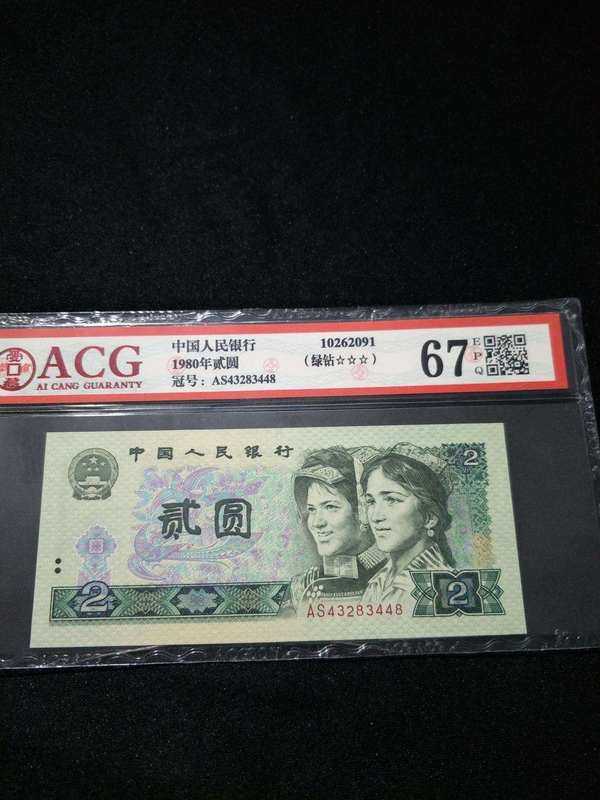 ACG
AI CANG GUARANTY
中国人民银行
1980年贰圆
冠号：AS43283448
10262091
（绿钻☆☆☆）
67
EPQ
中国人民银行
2
贰圆
2
AS43283448
2